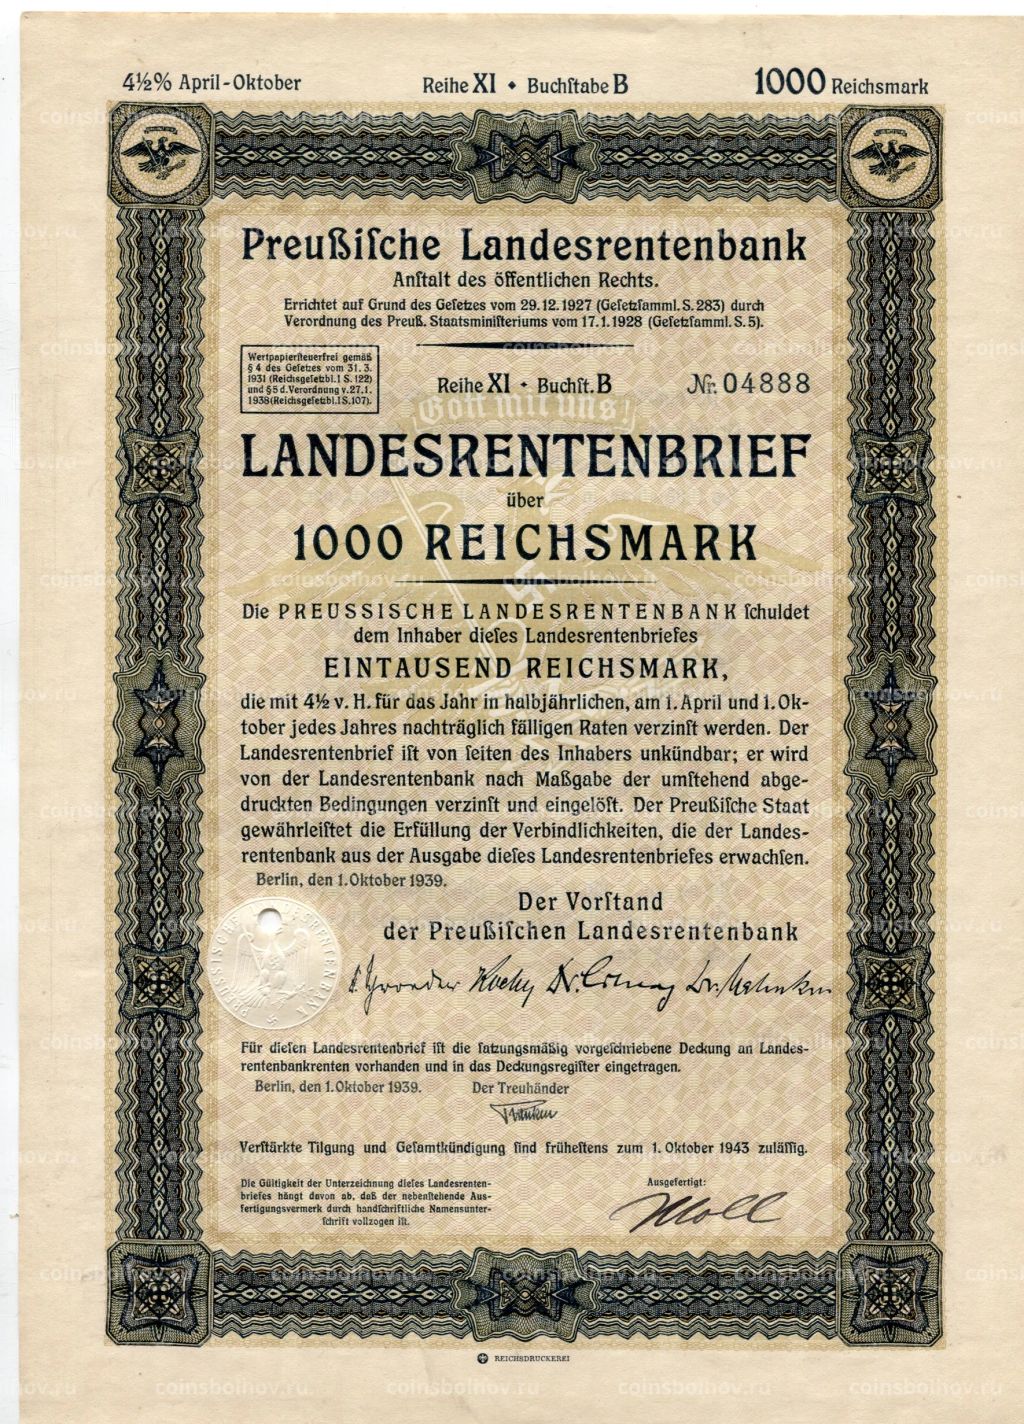 4½% April-Oktober
Reihe XI • Buchſtabe B
1000 Reichsmark
Preußiſche Landesrentenbank
Anſtalt des öffentlichen Rechts.
Errichtet auf Grund des Geſetzes vom 29.12.1927 (Geſetzſamml. S. 283) durch
Verordnung des Preuß. Staatsminiſteriums vom 17.1.1928 (Geſetzſamml. S. 5).
Wertpapierſteuerfrei gemäß
§ 4 des Geſetzes vom 31. 3.
1931 (Reichsgeſetzbl. I S. 122)
und § 5 d. Verordnung v. 27. 1.
1938 (Reichsgeſetzbl. I S. 107).
Reihe XI • Buchſt. B
Nr. 04888
Gott mit uns!
LANDESRENTENBRIEF
über
1000 REICHSMARK
Die PREUSSISCHE LANDESRENTENBANK ſchuldet
dem Inhaber dieſes Landesrentenbriefes
EINTAUSEND REICHSMARK,
die mit 4½ v. H. für das Jahr in halbjährlichen, am 1. April und 1. Ok-
tober jedes Jahres nachträglich fälligen Raten verzinſt werden. Der
Landesrentenbrief iſt von ſeiten des Inhabers unkündbar; er wird
von der Landesrentenbank nach Maßgabe der umſtehend abge-
druckten Bedingungen verzinſt und eingelöſt. Der Preußiſche Staat
gewährleiſtet die Erfüllung der Verbindlichkeiten, die der Landes-
rentenbank aus der Ausgabe dieſes Landesrentenbriefes erwachſen.
Berlin, den 1. Oktober 1939.
Der Vorſtand
der Preußiſchen Landesrentenbank
PREUSSISCHE LANDESRENTENBANK
Für dieſen Landesrentenbrief iſt die ſatzungsmäßig vorgeſchriebene Deckung an Landes-
rentenbankrenten vorhanden und in das Deckungsregiſter eingetragen.
Berlin, den 1. Oktober 1939.
Der Treuhänder
Verſtärkte Tilgung und Geſamtkündigung ſind früheſtens zum 1. Oktober 1943 zuläſſig.
Die Gültigkeit der Unterzeichnung dieſes Landesrenten-
briefes hängt davon ab, daß der nebenſtehende Aus-
fertigungsvermerk durch handſchriftliche Namensunter-
ſchrift vollzogen iſt.
Ausgefertigt:
Moll
REICHSDRUCKEREI
coinsbolhov.ru